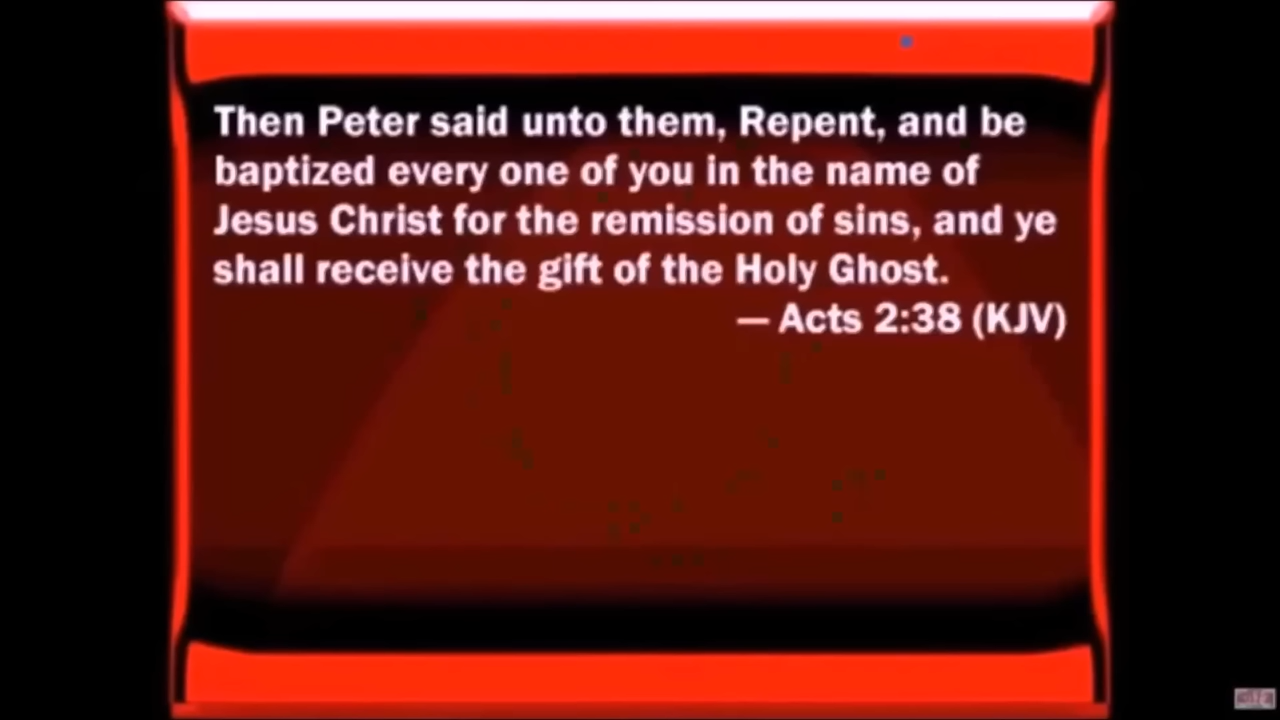 Then Peter said unto them, Repent, and be
baptized every one of you in the name of
Jesus Christ for the remission of sins, and ye
shall receive the gift of the Holy Ghost.
— Acts 2:38 (KJV)